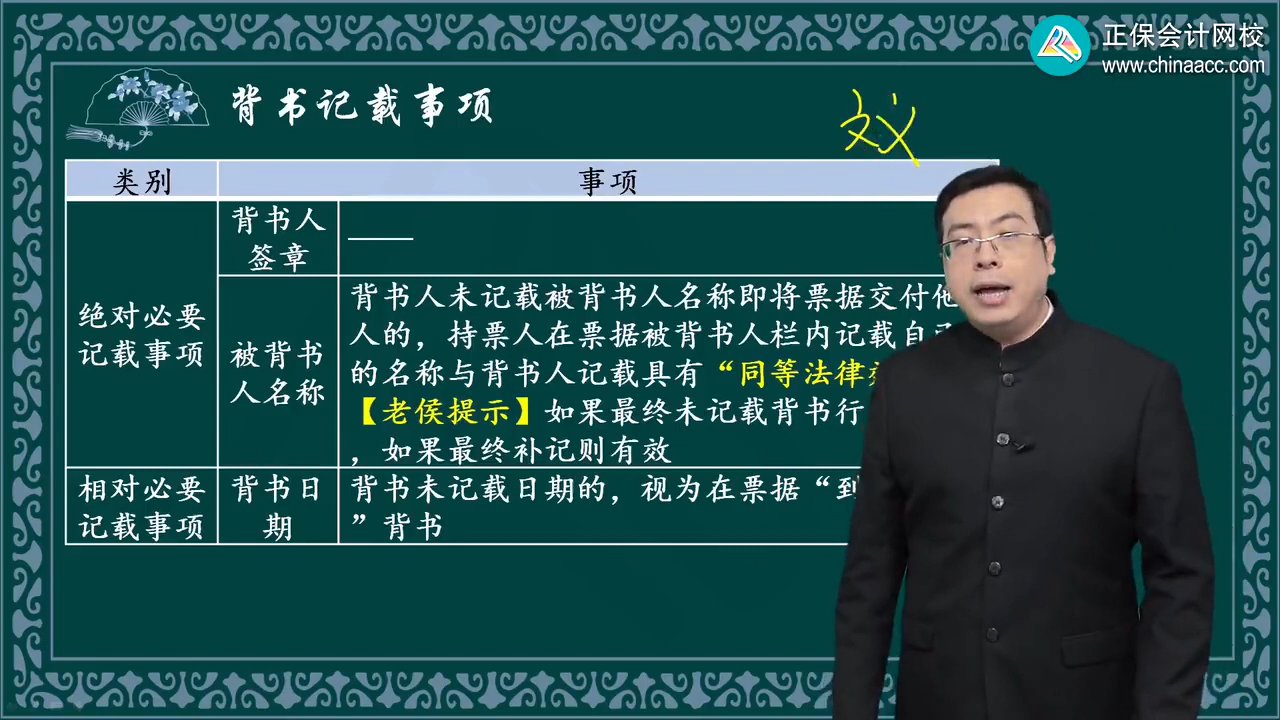 正保会计网校
www.chinaacc.com
背书记载事项
文义
类别 事项
绝对必要记载事项
背书人签章
被背书人名称
背书人未记载被背书人名称即将票据交付他
人的，持票人在票据被背书人栏内记载自己
的名称与背书人记载具有“同等法律效
【老侯提示】如果最终未记载背书行
，如果最终补记则有效
相对必要记载事项
背书日期
背书未记载日期的，视为在票据“到
”背书